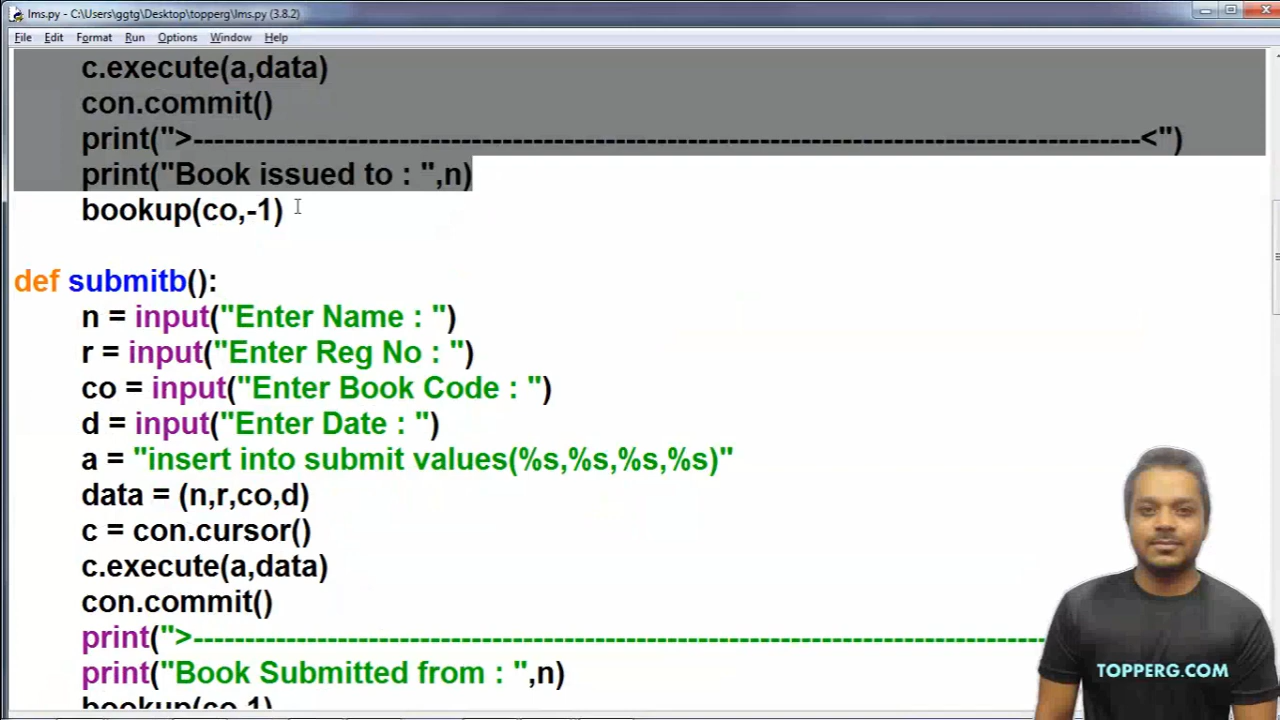 lms.py - C:\Users\ggtg\Desktop\topperg\lms.py (3.8.2)
File Edit Format Run Options Window Help
c.execute(a,data)
con.commit()
print(">--------------------------------------------------------------------------------------------<")
print("Book issued to : ",n)
bookup(co,-1)
def submitb():
n = input("Enter Name : ")
r = input("Enter Reg No : ")
co = input("Enter Book Code : ")
d = input("Enter Date : ")
a = "insert into submit values(%s,%s,%s,%s)"
data = (n,r,co,d)
c = con.cursor()
c.execute(a,data)
con.commit()
print(">-----------------------------------------------------------------------------------
print("Book Submitted from : ",n)
bookup(co,1)
TOPPERG.COM